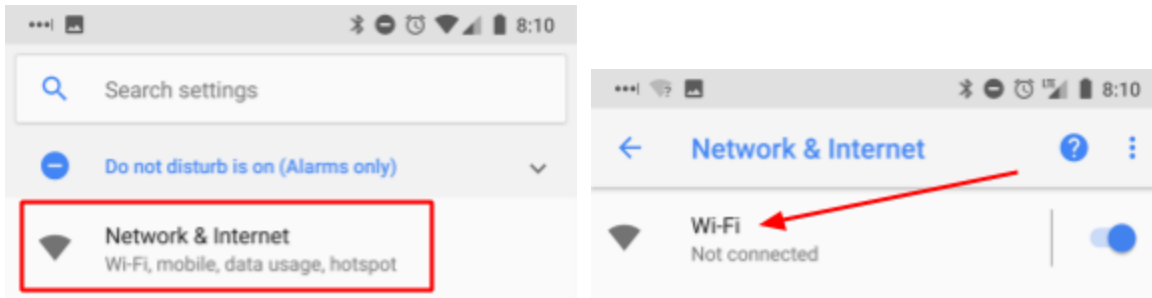 8:10
Search settings
Do not disturb is on (Alarms only)
Network & Internet
Wi-Fi, mobile, data usage, hotspot
LTE 8:10
Network & Internet
Wi-Fi
Not connected